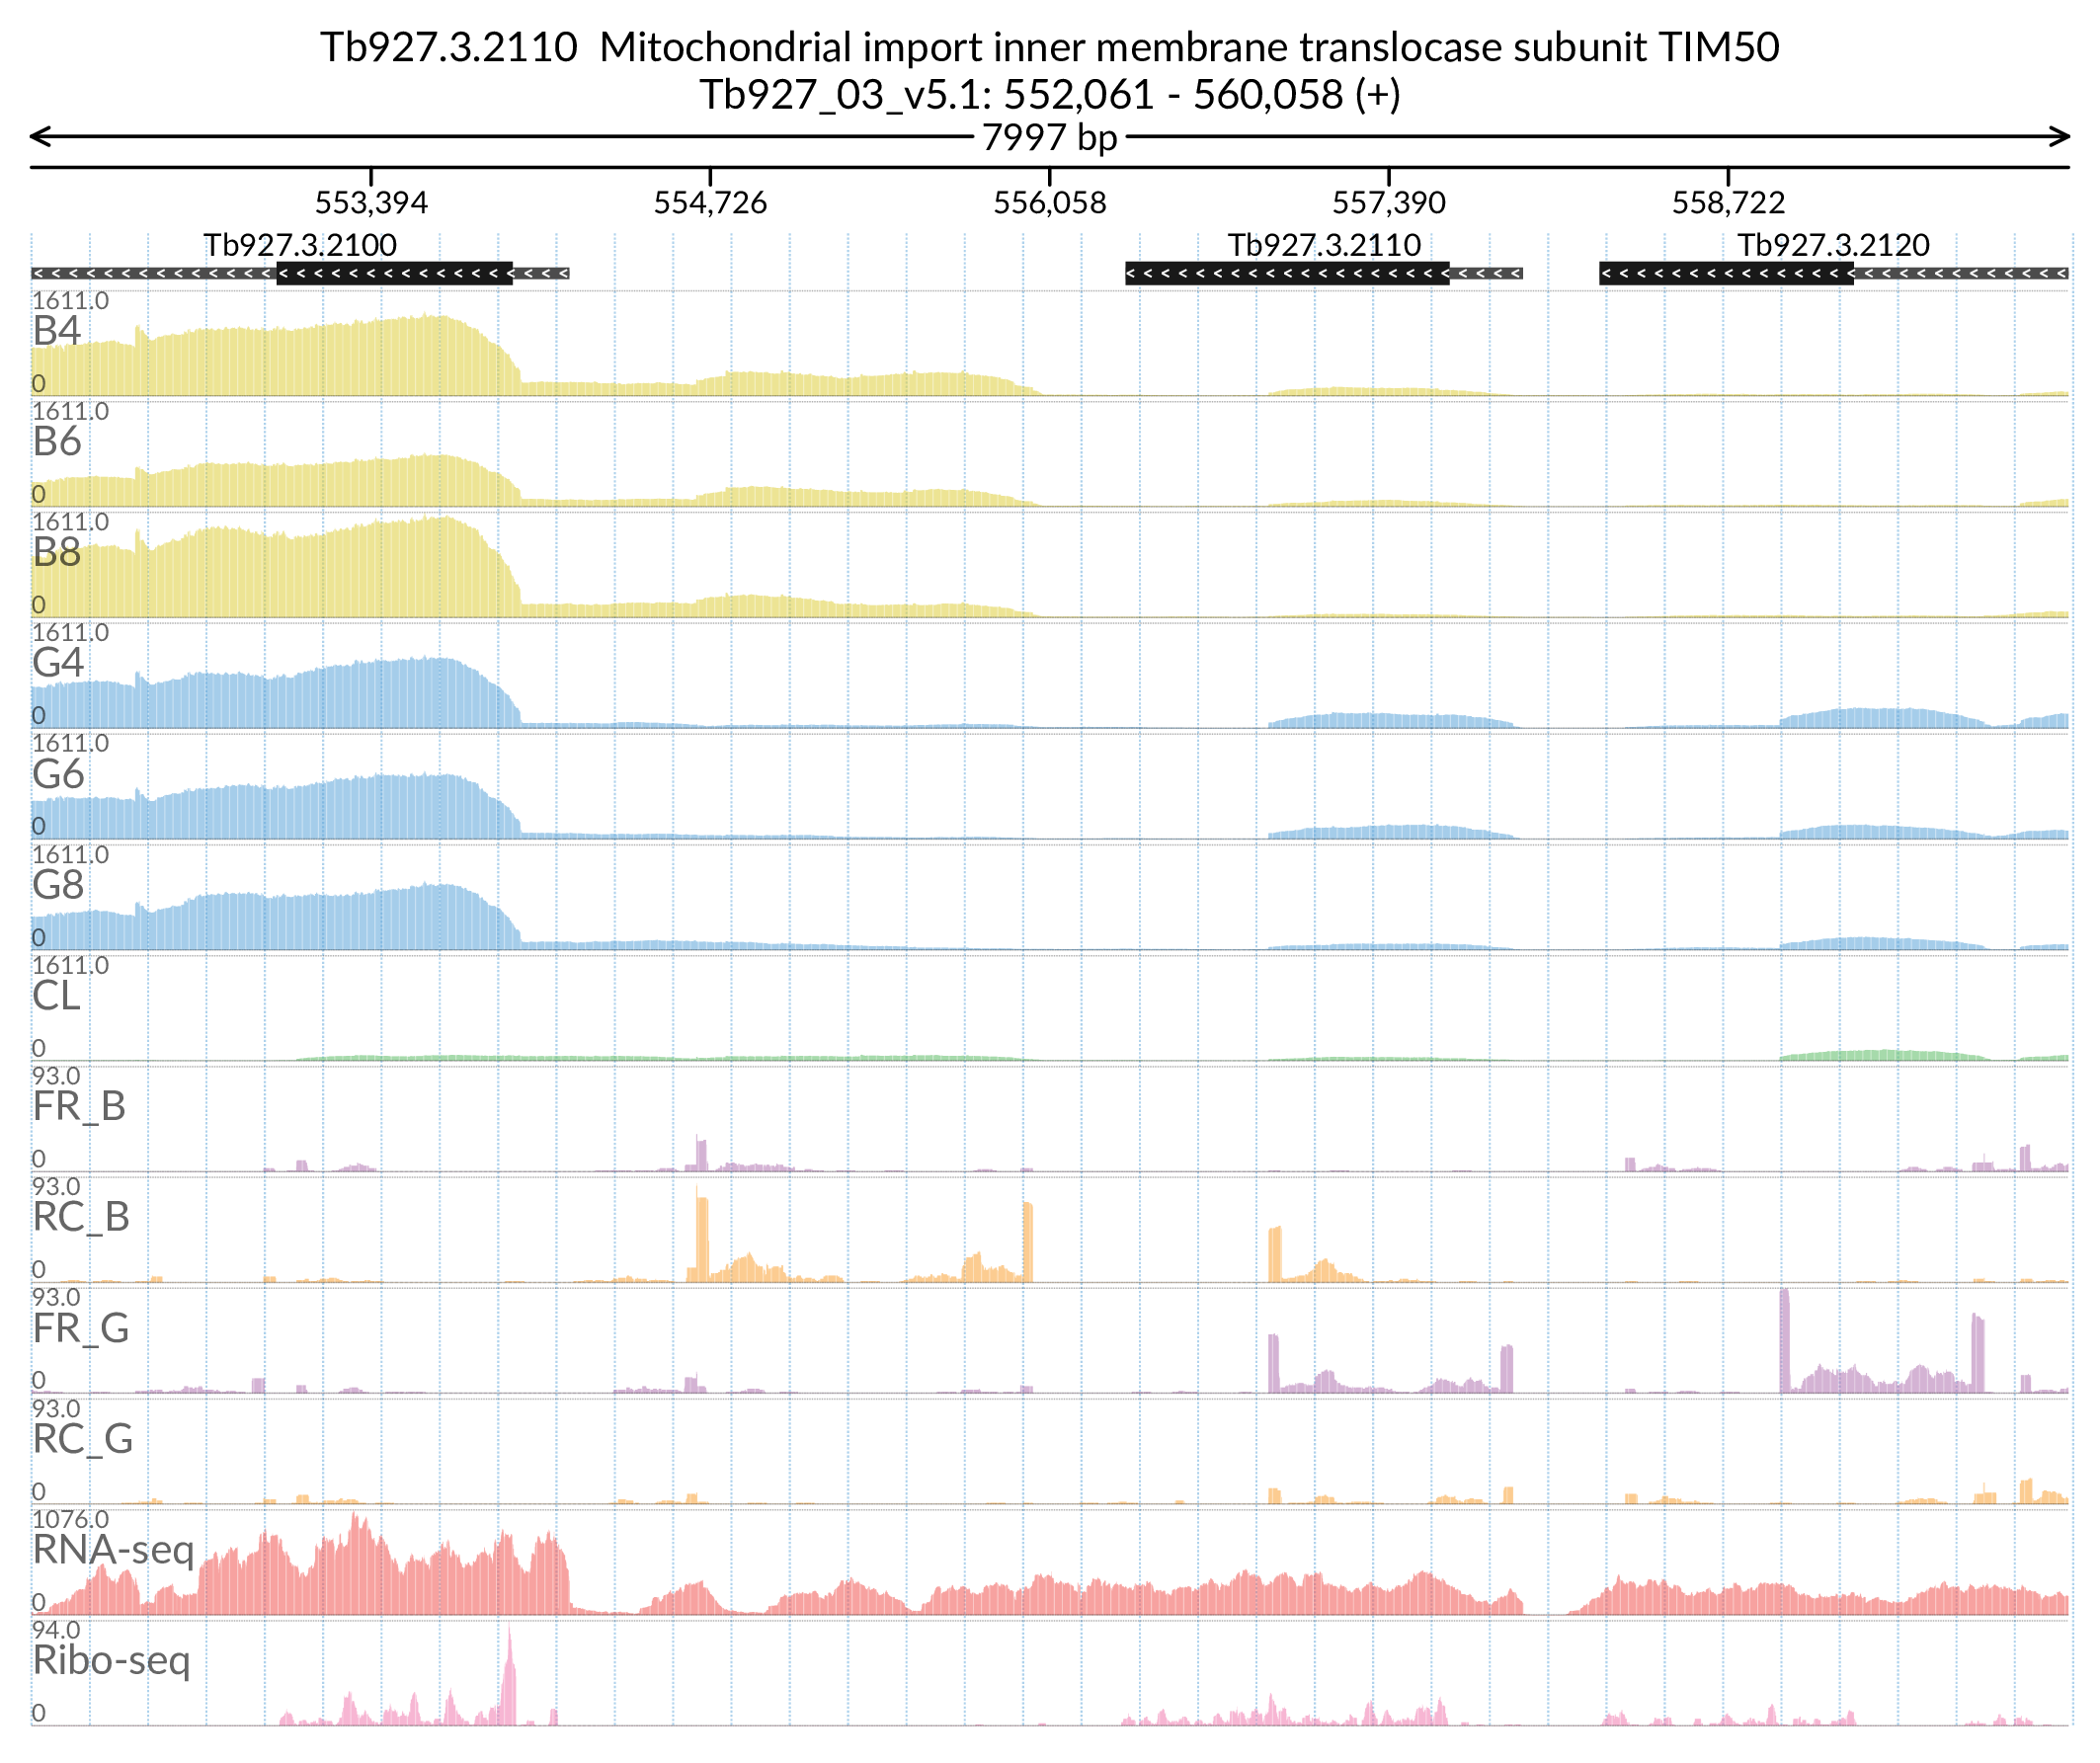 Tb927.3.2110 Mitochondrial import inner membrane translocase subunit TIM50
Tb927_03_v5.1: 552,061 - 560,058 (+)
7997 bp
553,394 554,726 556,058 557,390 558,722
Tb927.3.2100 Tb927.3.2110 Tb927.3.2120
1611.0
B4
0
1611.0
B6
0
1611.0
B8
0
1611.0
G4
0
1611.0
G6
0
1611.0
G8
0
1611.0
CL
0
93.0
FR_B
0
93.0
RC_B
0
93.0
FR_G
0
93.0
RC_G
0
1076.0
RNA-seq
0
94.0
Ribo-seq
0